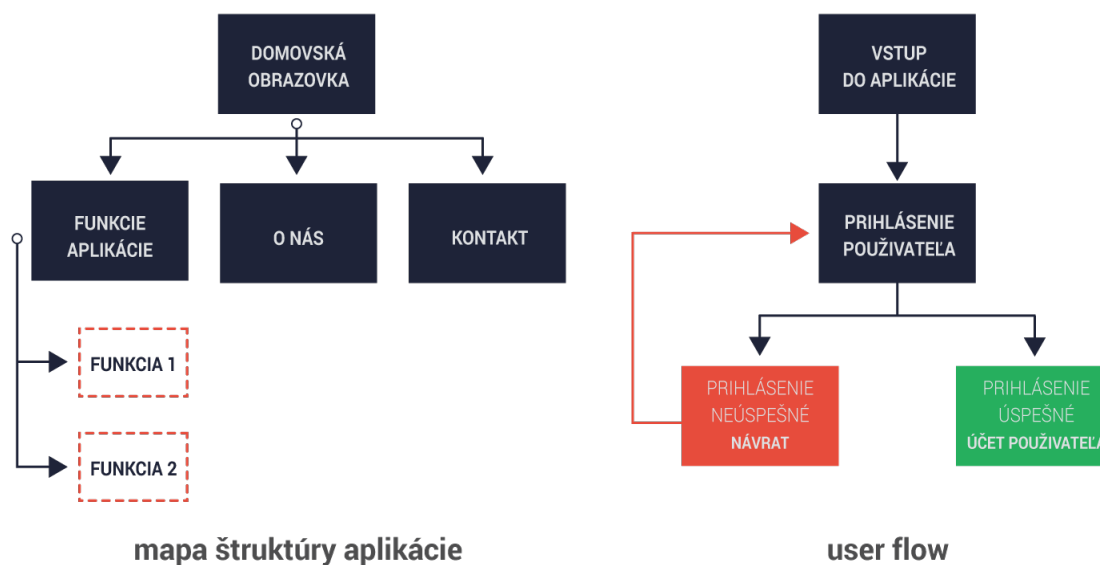 DOMOVSKÁ
OBRAZOVKA
FUNKCIE
APLIKÁCIE
O NÁS
KONTAKT
FUNKCIA 1
FUNKCIA 2
mapa štruktúry aplikácie
VSTUP
DO APLIKÁCIE
PRIHLÁSENIE
POUŽIVATEĽA
PRIHLÁSENIE
NEÚSPEŠNÉ
NÁVRAT
PRIHLÁSENIE
ÚSPEŠNÉ
ÚČET POUŽIVATEĽA
user flow